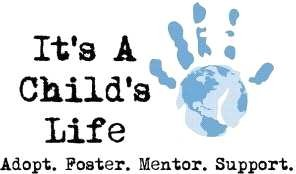 It's A
Child's
Life
Adopt. Foster. Mentor. Support.